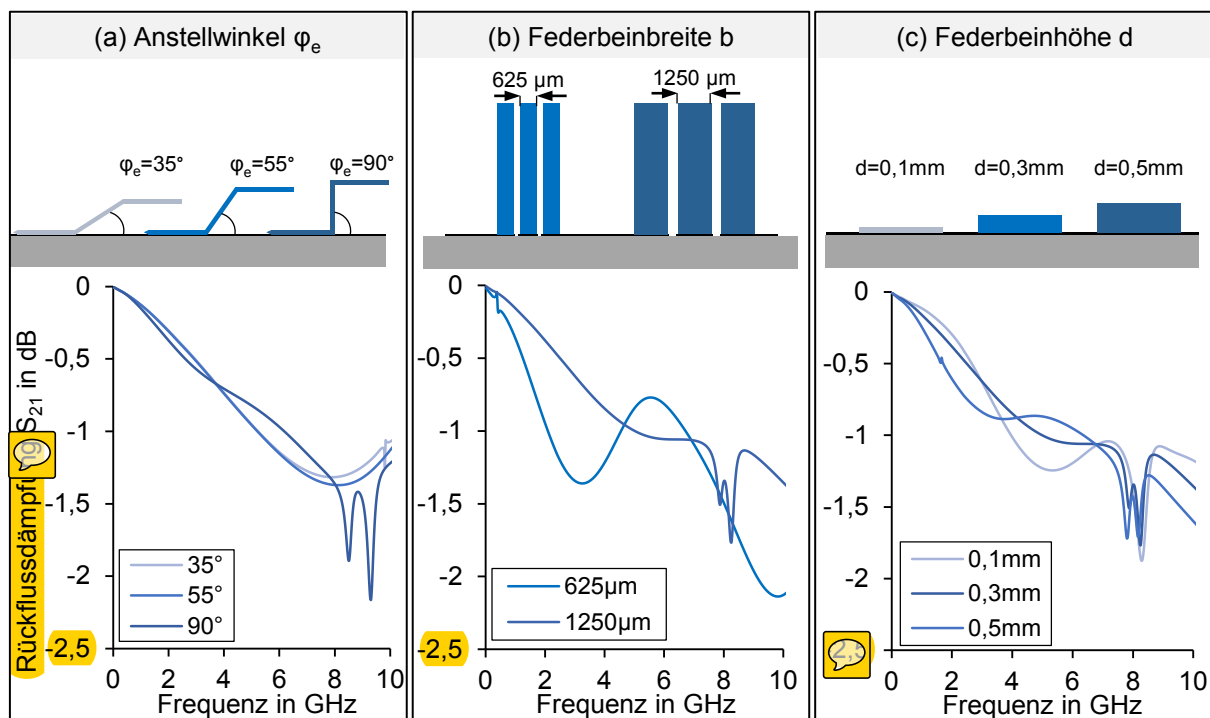 (a) Anstellwinkel φe
φe=35°
φe=55°
φe=90°
0
-0,5
-1
-1,5
-2
-2,5
S21 in dB
35°
55°
90°
0 2 4 6 8 10
Frequenz in GHz
(b) Federbeinbreite b
625 µm
1250 µm
0
-0,5
-1
-1,5
-2
-2,5
625µm
1250µm
0 2 4 6 8 10
Frequenz in GHz
(c) Federbeinhöhe d
d=0,1mm
d=0,3mm
d=0,5mm
0
-0,5
-1
-1,5
-2
0,1mm
0,3mm
0,5mm
0 2 4 6 8 10
Frequenz in GHz